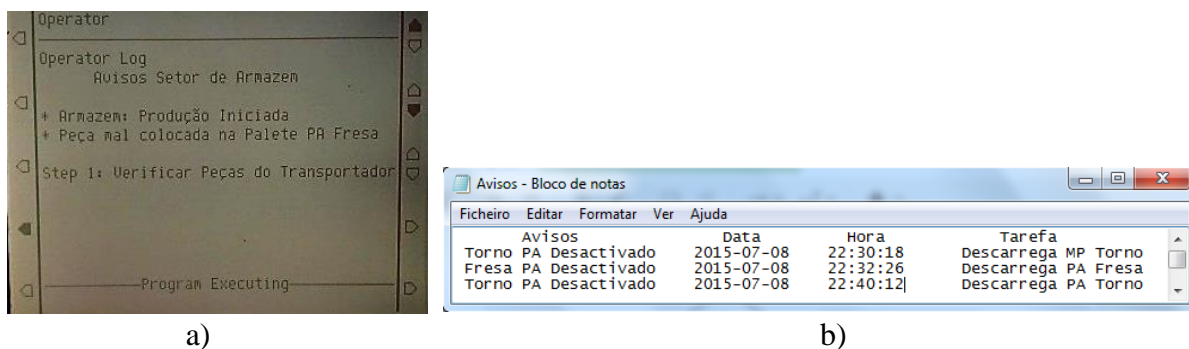 Operator
Operator Log
Avisos Setor de Armazem
* Armazem: Produção Iniciada
* Peça mal colocada na Palete PA Fresa
Step 1: Verificar Peças do Transportador
Program Executing
a)
Avisos - Bloco de notas
Ficheiro Editar Formatar Ver Ajuda
Avisos Data Hora Tarefa
Torno PA Desactivado 2015-07-08 22:30:18 Descarrega MP Torno
Fresa PA Desactivado 2015-07-08 22:32:26 Descarrega PA Fresa
Torno PA Desactivado 2015-07-08 22:40:12 Descarrega PA Torno
b)